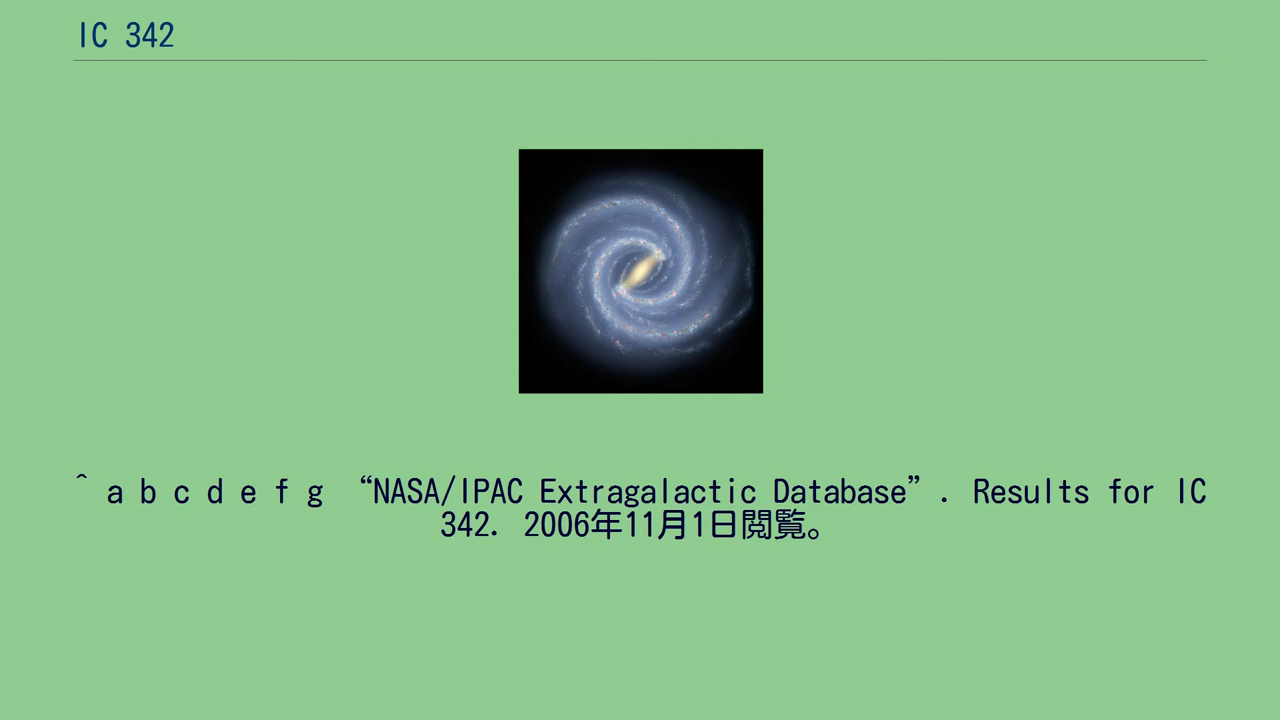 IC 342
^ a b c d e f g “NASA/IPAC Extragalactic Database”. Results for IC
342. 2006年11月1日閲覧。